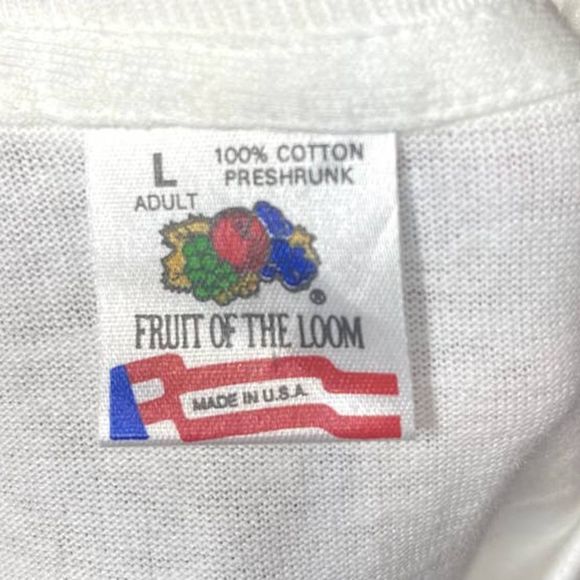 L
ADULT
100% COTTON
PRESHRUNK
®
FRUIT OF THE LOOM
MADE IN U.S.A.